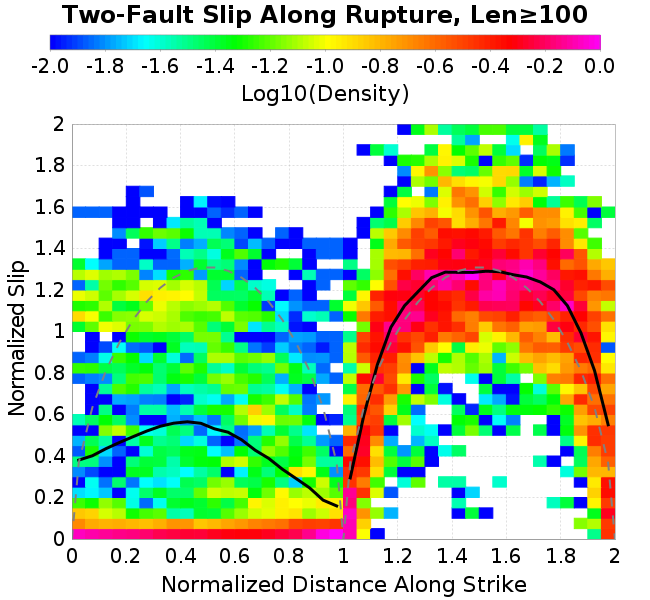 Two-Fault Slip Along Rupture, Len≥100
-2.0 -1.8 -1.6 -1.4 -1.2 -1.0 -0.8 -0.6 -0.4 -0.2 0.0
Log10(Density)
2
1.8
1.6
1.4
1.2
1
0.8
0.6
0.4
0.2
0
Normalized Slip
0 0.2 0.4 0.6 0.8 1 1.2 1.4 1.6 1.8 2
Normalized Distance Along Strike